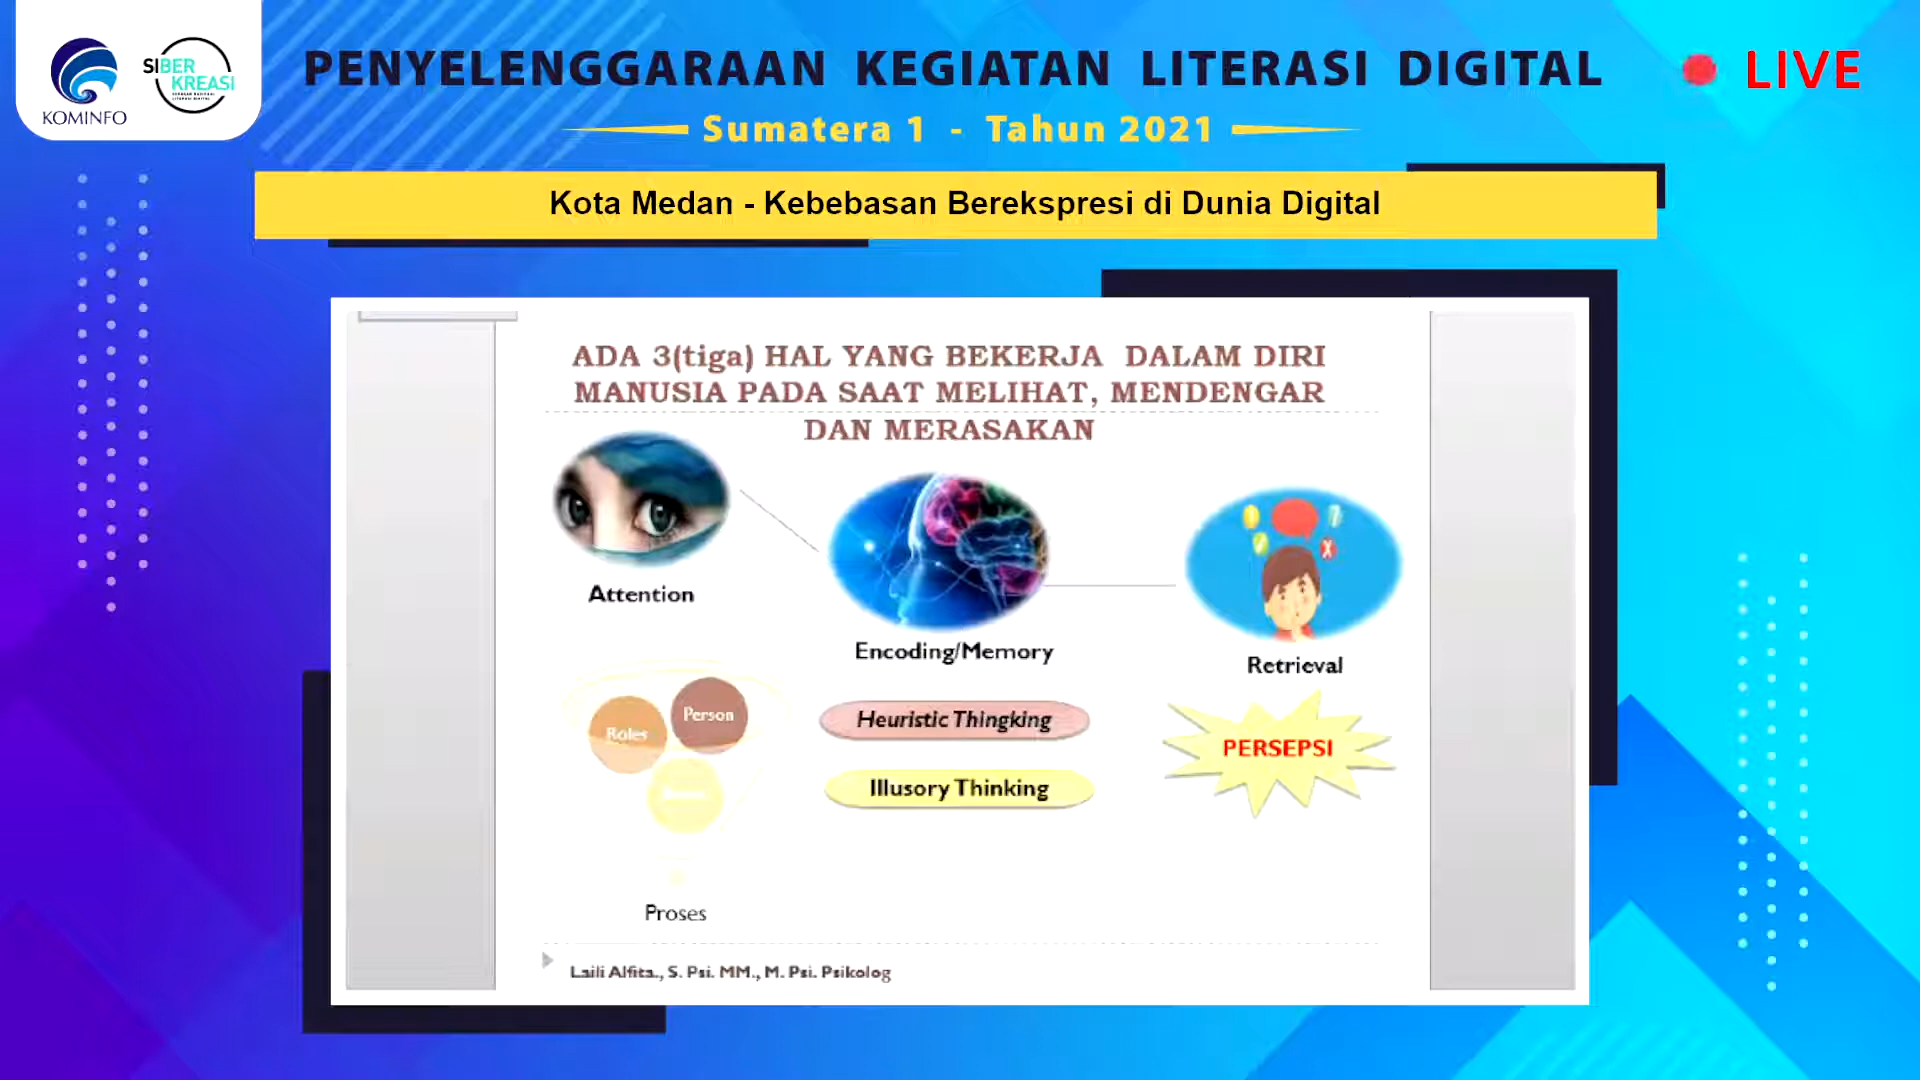 KOMINFO
SIBER
KREASI
PENYELENGGARAAN KEGIATAN LITERASI DIGITAL
LIVE
Sumatera 1 - Tahun 2021
Kota Medan - Kebebasan Berekspresi di Dunia Digital
ADA 3(tiga) HAL YANG BEKERJA DALAM DIRI
MANUSIA PADA SAAT MELIHAT, MENDENGAR
DAN MERASAKAN
Attention
Encoding/Memory
Retrieval
Roles
Person
Heuristic Thingking
PERSEPSI
Illusory Thinking
Proses
Laili Alfita., S. Psi. MM., M. Psi. Psikolog